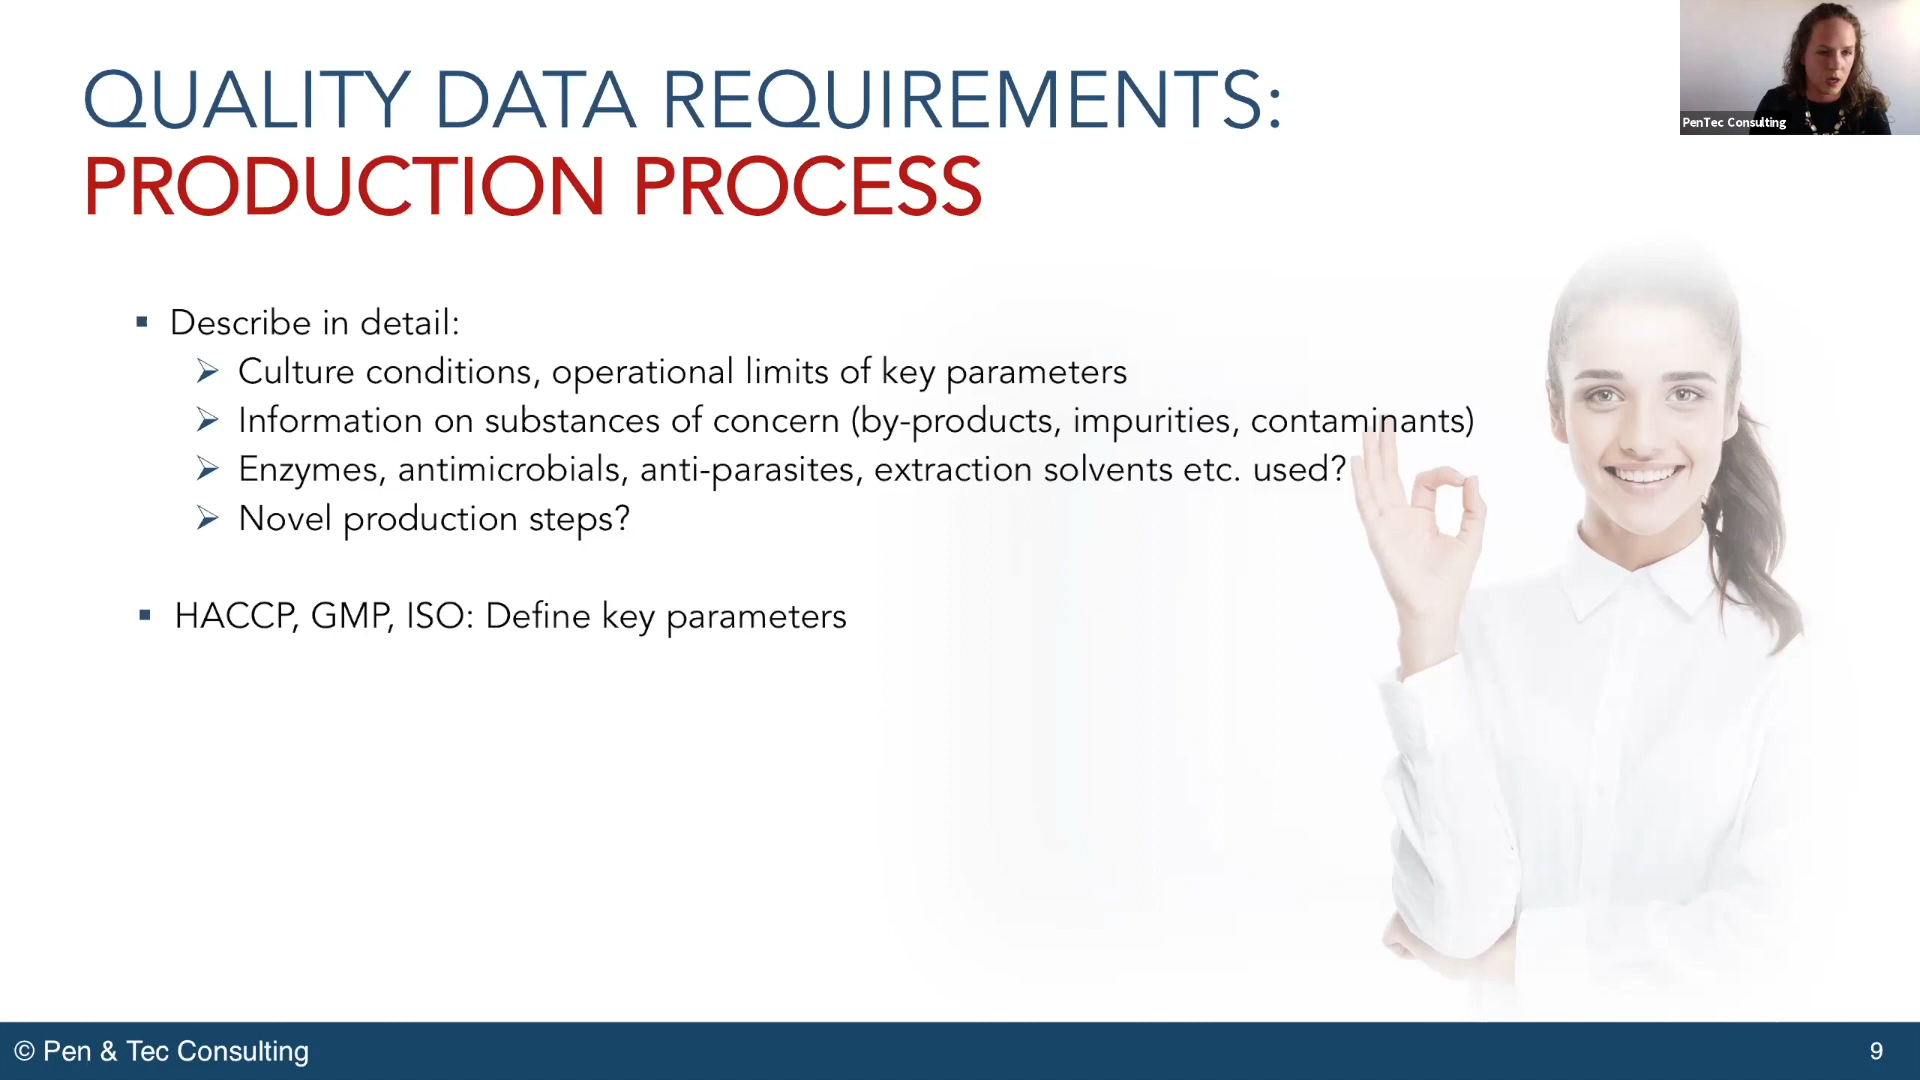 QUALITY DATA REQUIREMENTS:
PRODUCTION PROCESS
PenTec Consulting
▪ Describe in detail:
➢ Culture conditions, operational limits of key parameters
➢ Information on substances of concern (by-products, impurities, contaminants)
➢ Enzymes, antimicrobials, anti-parasites, extraction solvents etc. used?
➢ Novel production steps?
▪ HACCP, GMP, ISO: Define key parameters
© Pen & Tec Consulting
9